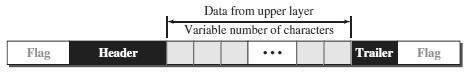 Data from upper layer
Variable number of characters
Flag Header ••• Trailer Flag